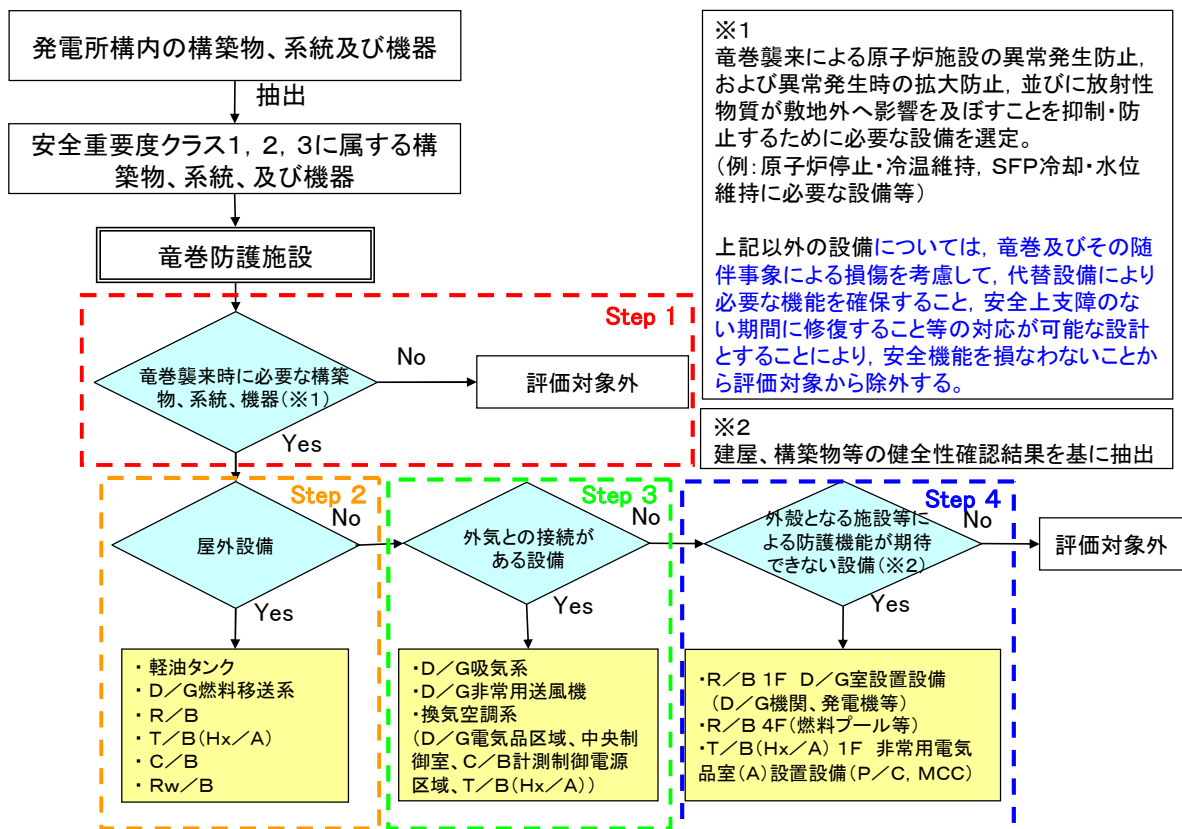 発電所構内の構築物、系統及び機器
抽出
安全重要度クラス1，2，3に属する構
築物、系統、及び機器
竜巻防護施設
※1
竜巻襲来による原子炉施設の異常発生防止，
および異常発生時の拡大防止，並びに放射性
物質が敷地外へ影響を及ぼすことを抑制・防
止するために必要な設備を選定。
（例：原子炉停止・冷温維持，SFP冷却・水位
維持に必要な設備等）
上記以外の設備については，竜巻及びその随
伴事象による損傷を考慮して，代替設備により
必要な機能を確保すること，安全上支障のな
い期間に修復すること等の対応が可能な設計
とすることにより，安全機能を損なわないことか
ら評価対象から除外する。
※2
建屋、構築物等の健全性確認結果を基に抽出
Step 1
竜巻襲来時に必要な構築
物、系統、機器（※1）
No
評価対象外
Yes
Step 2
屋外設備
No
Yes
・軽油タンク
・D／G燃料移送系
・R／B
・T／B（Hx／A）
・C／B
・Rw／B
Step 3
外気との接続が
ある設備
No
Yes
・D／G吸気系
・D／G非常用送風機
・換気空調系
（D／G電気品区域、中央制
御室、C／B計測制御電源
区域、T／B（Hx／A））
Step 4
外殻となる施設等に
よる防護機能が期待
できない設備（※2）
No
評価対象外
Yes
・R／B 1F D／G室設置設備
（D／G機関、発電機等）
・R／B 4F（燃料プール等）
・T／B（Hx／A） 1F 非常用電気
品室（A）設置設備（P／C，MCC）